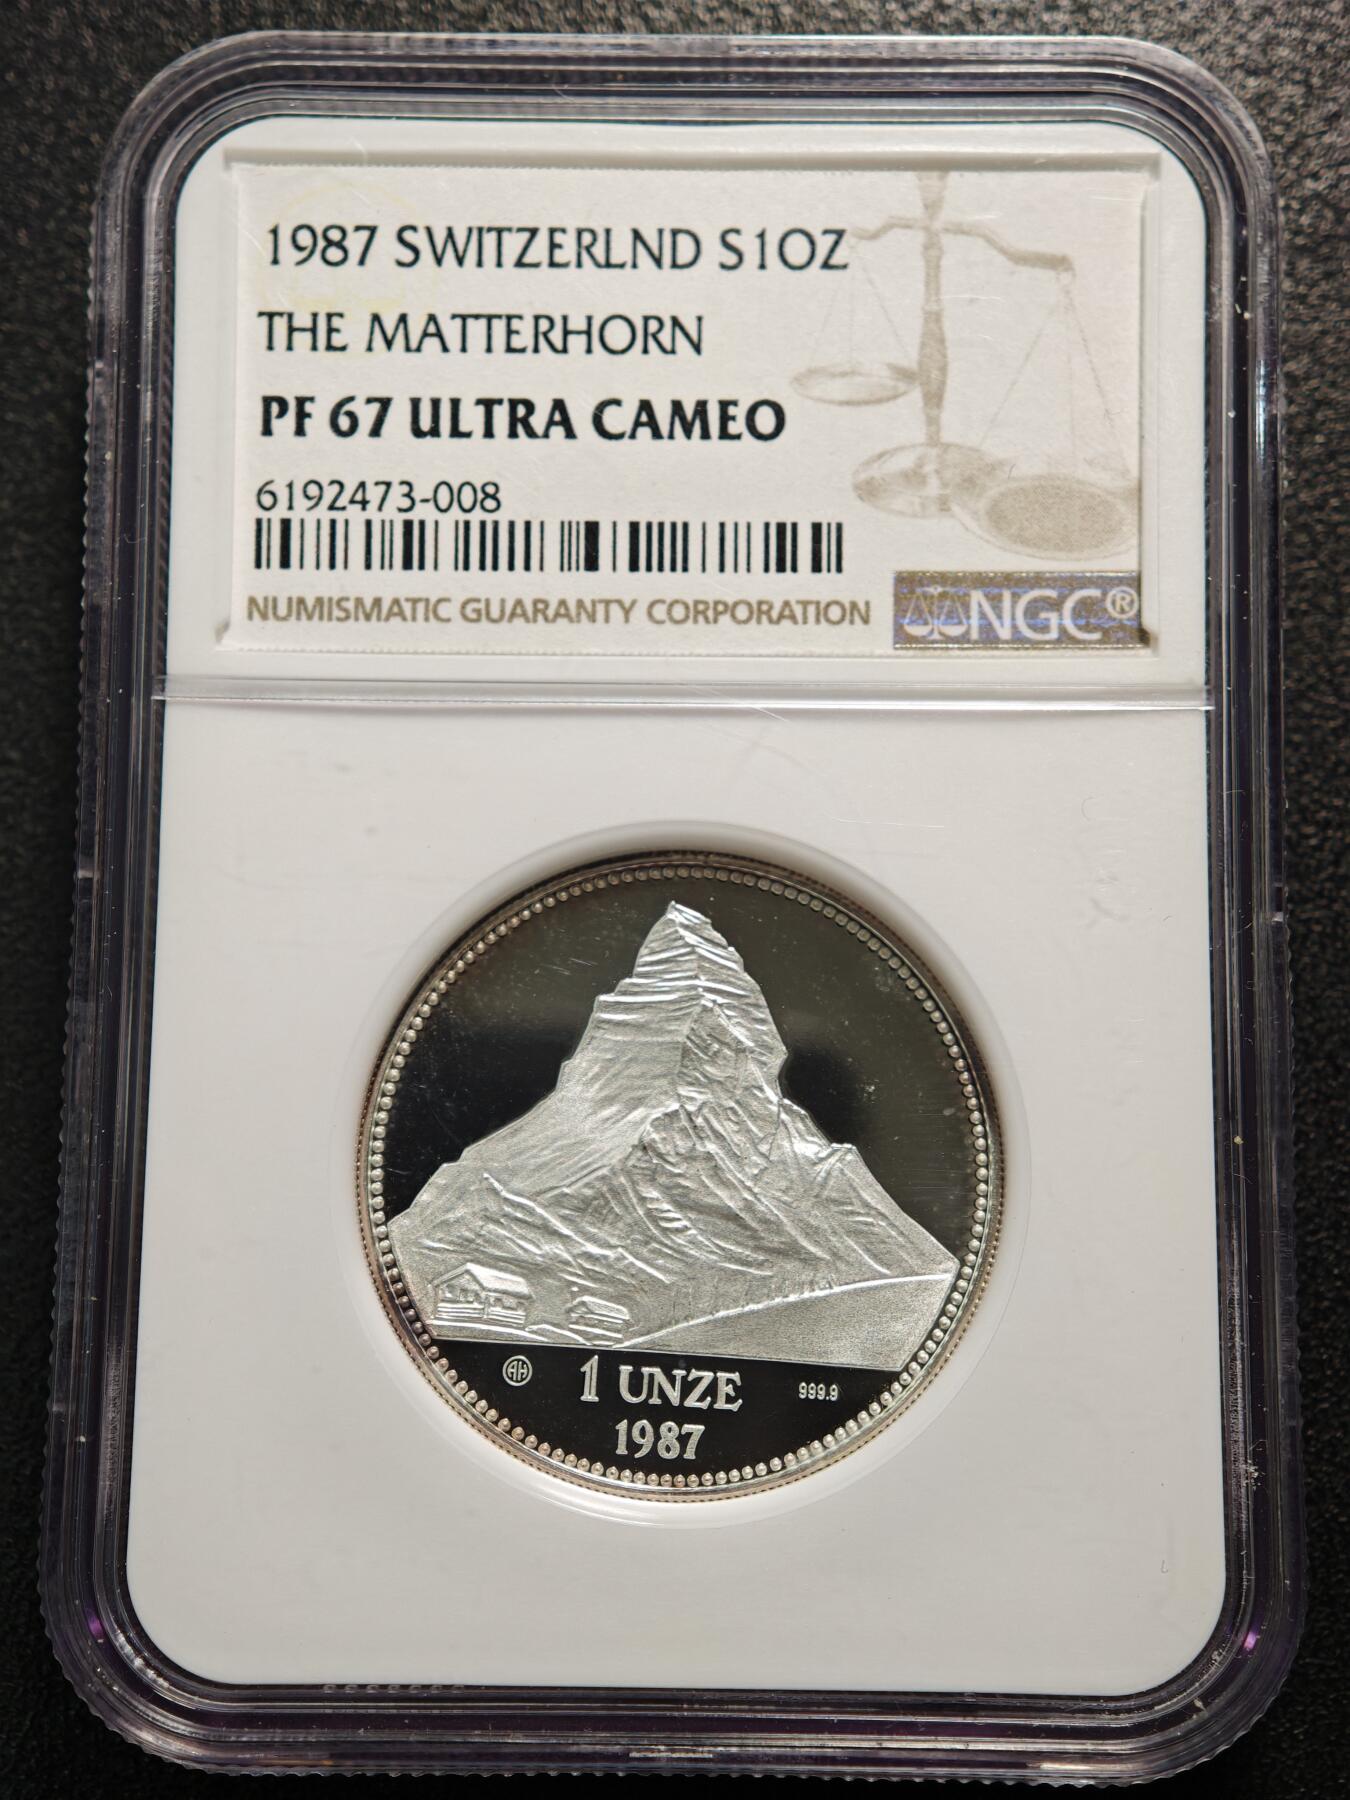 1987 SWITZERLND S1OZ
THE MATTERHORN
PF 67 ULTRA CAMEO
6192473-008
NUMISMATIC GUARANTY CORPORATION
NGC®
AH
1 UNZE
999.9
1987